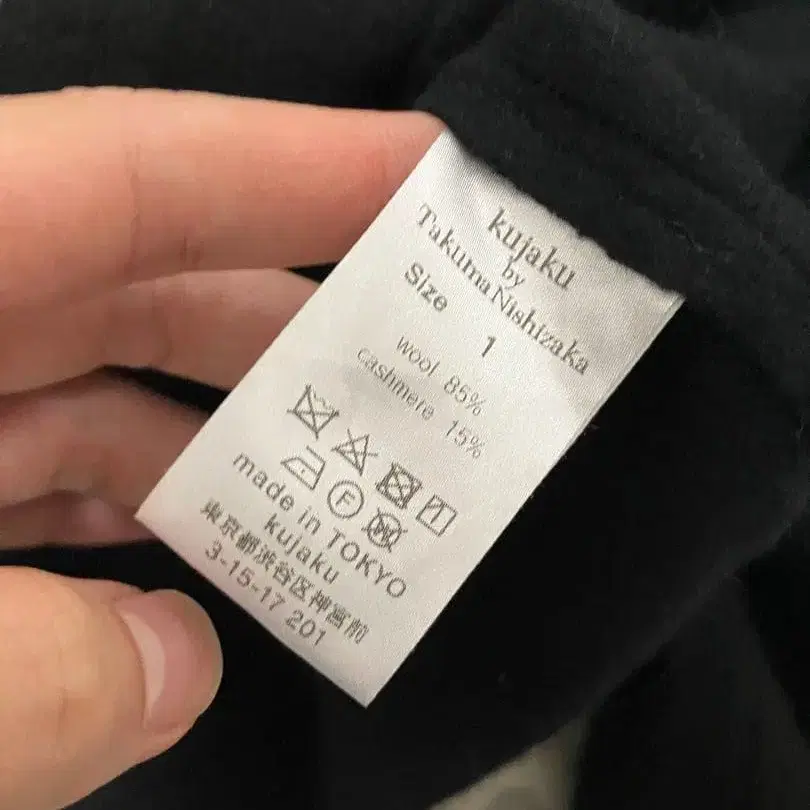 kujaku
by
Takuma Nishizaka
Size 1
wool 85%
cashmere 15%
F
W
made in TOKYO
kujaku
東京都渋谷区神宮前
3-15-17 201